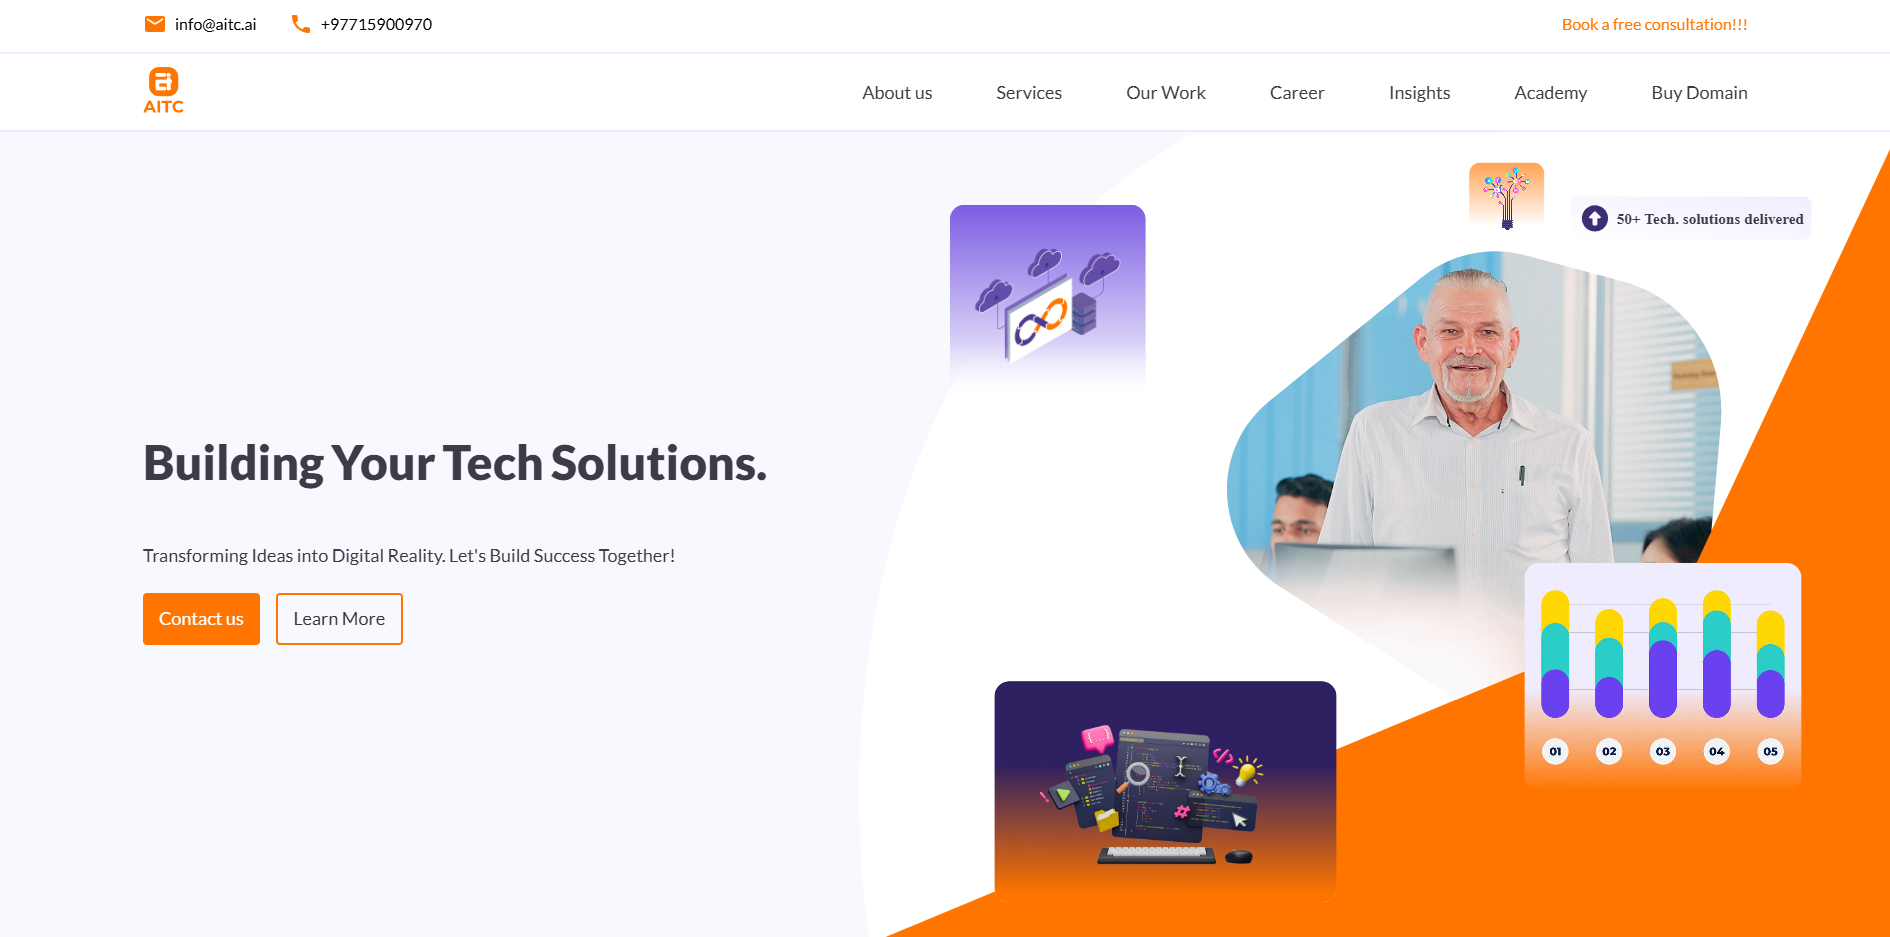 info@aitc.ai
+97715900970
Book a free consultation!!!
AITC
About us
Services
Our Work
Career
Insights
Academy
Buy Domain
50+ Tech. solutions delivered
Building Your Tech Solutions.
Transforming Ideas into Digital Reality. Let's Build Success Together!
Contact us
Learn More
01
02
03
04
05